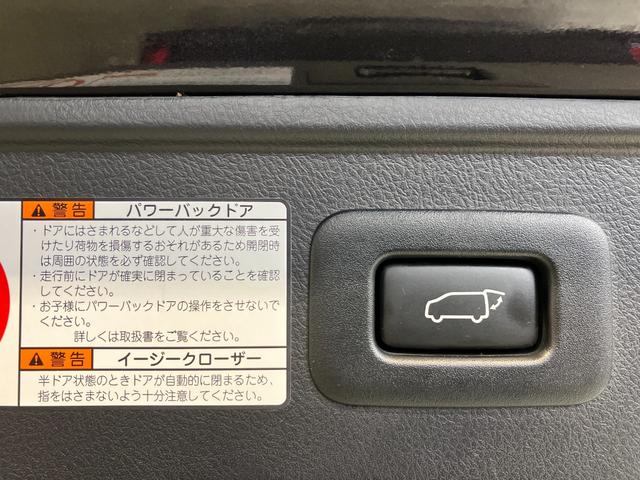 警告 パワーバックドア
・ドアにはさまれるなどして人が重大な傷害を受
けたり荷物を損傷するおそれがあるため開閉時
は周囲の状態を必ず確認してください。
・走行前にドアが確実に閉まっていることを確認
してください。
・お子様にパワーバックドアの操作をさせないで
ください。
詳しくは取扱書をご覧ください。
警告 イージークローザー
半ドア状態のときドアが自動的に閉まるため、
指をはさまないよう十分注意してください。